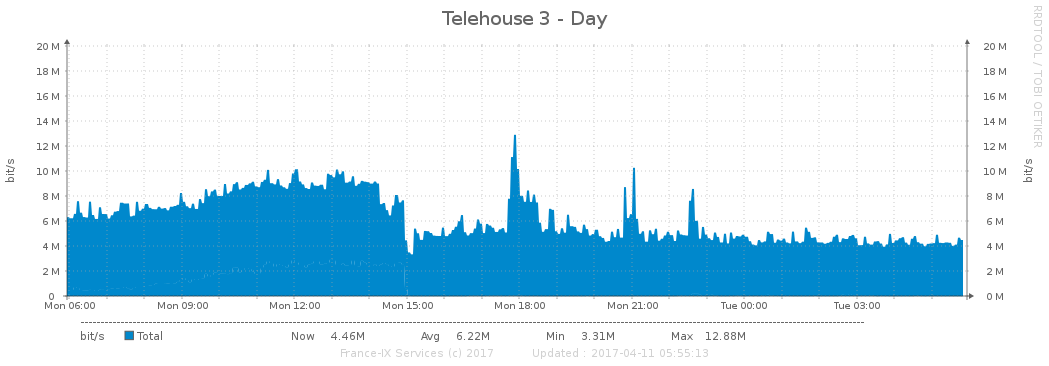 Telehouse 3 - Day
RRDTOOL / TOBI OETIKER
bit/s
bit/s
20 M 20 M
18 M 18 M
16 M 16 M
14 M 14 M
12 M 12 M
10 M 10 M
8 M 8 M
6 M 6 M
4 M 4 M
2 M 2 M
0 0 M
Mon 06:00 Mon 09:00 Mon 12:00 Mon 15:00 Mon 18:00 Mon 21:00 Tue 00:00 Tue 03:00
bit/s Total Now 4.46M Avg 6.22M Min 3.31M Max 12.88M
France-IX Services (c) 2017 Updated : 2017-04-11 05:55:13